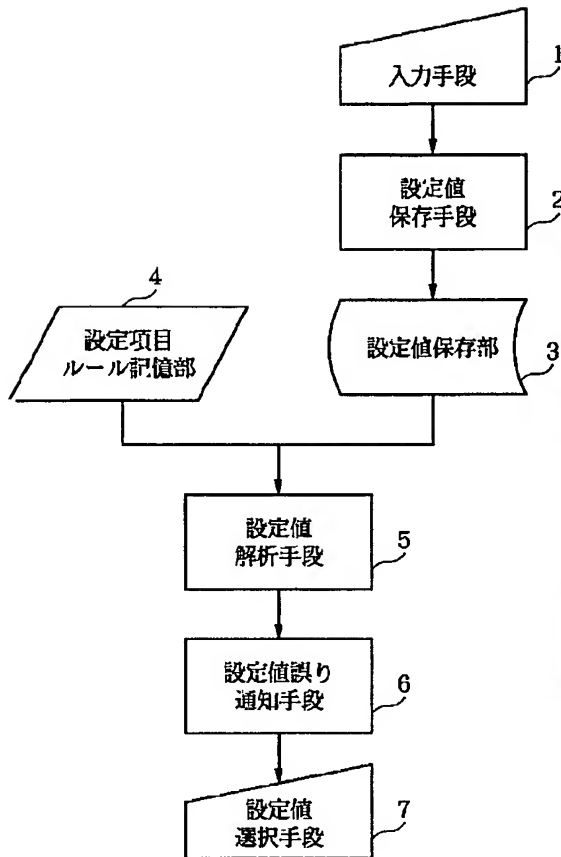 入力手段
1
設定値
保存手段
2
4
設定項目
ルール記憶部
設定値保存部
3
設定値
解析手段
5
設定値誤り
通知手段
6
設定値
選択手段
7